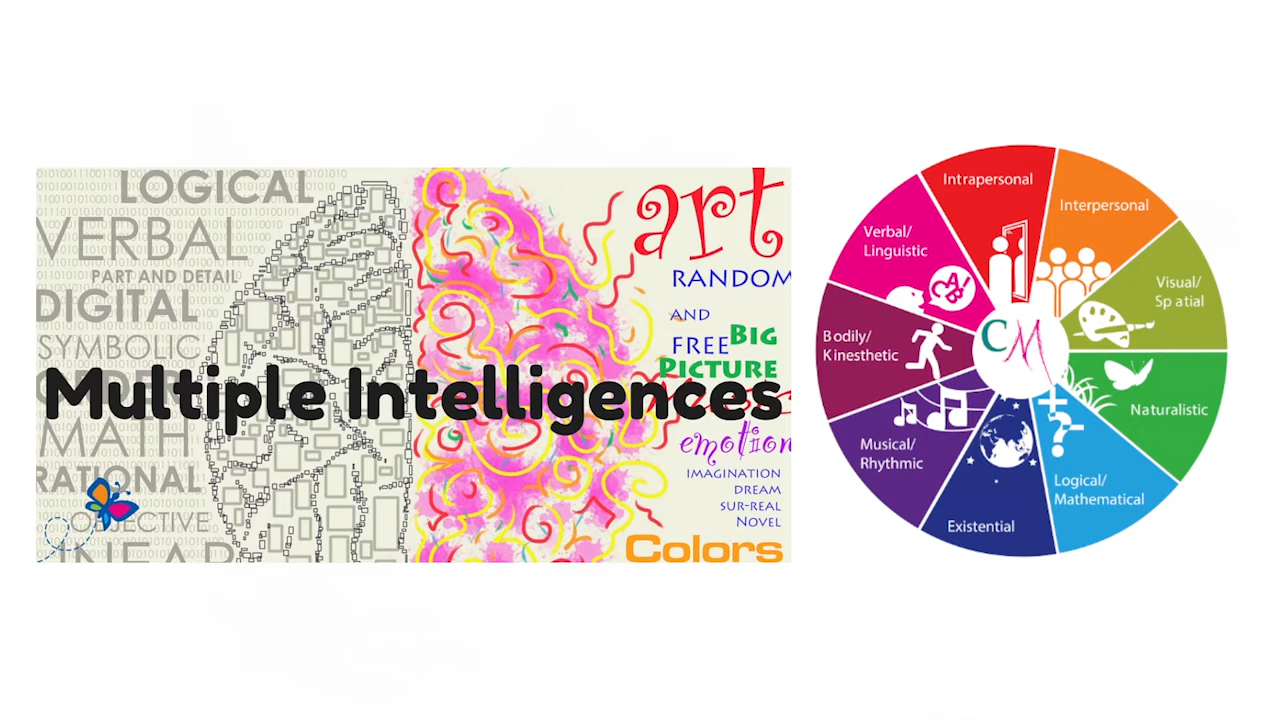 LOGICAL
VERBAL
PART AND DETAIL
DIGITAL
SYMBOLIC
MATH
RATIONAL
OBJECTIVE
LINEAR
Multiple Intelligences
art
RANDOM
AND
FREE
BIG
PICTURE
emotion
IMAGINATION
DREAM
SUR-REAL
NOVEL
Colors
Intrapersonal
Interpersonal
Visual/
Spatial
Naturalistic
Logical/
Mathematical
Existential
Musical/
Rhythmic
Bodily/
Kinesthetic
Verbal/
Linguistic
A/
B
CM